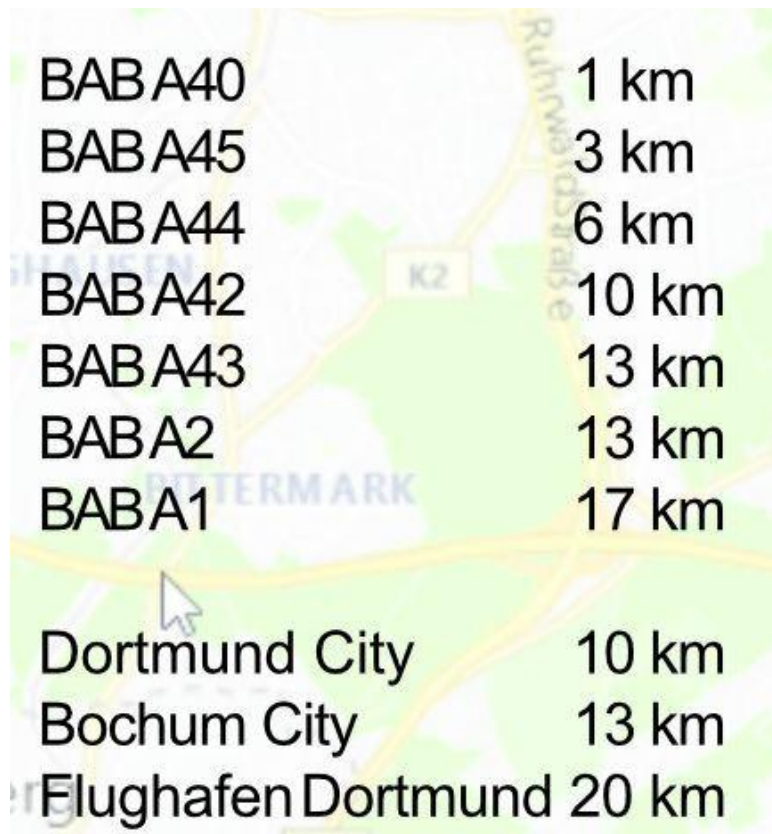 BAB A40 1 km
BAB A45 3 km
BAB A44 6 km
BAB A42 10 km
BAB A43 13 km
BAB A2 13 km
BAB A1 17 km
Dortmund City 10 km
Bochum City 13 km
Flughafen Dortmund 20 km
Ruhrwaldstraße
K2